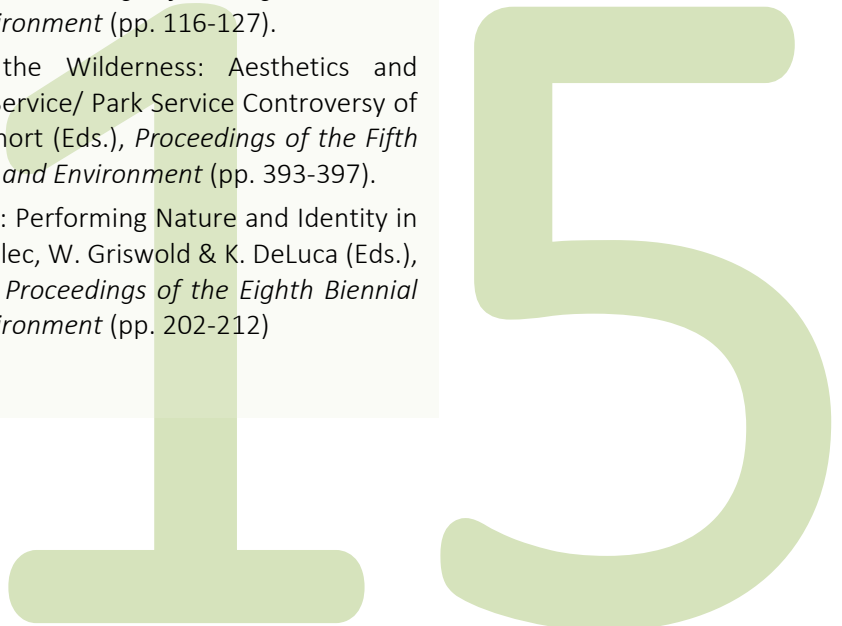 ironment (pp. 116-127).
the Wilderness: Aesthetics and
Service/ Park Service Controversy of
hort (Eds.), Proceedings of the Fifth
and Environment (pp. 393-397).
: Performing Nature and Identity in
lec, W. Griswold & K. DeLuca (Eds.),
Proceedings of the Eighth Biennial
ironment (pp. 202-212)
15